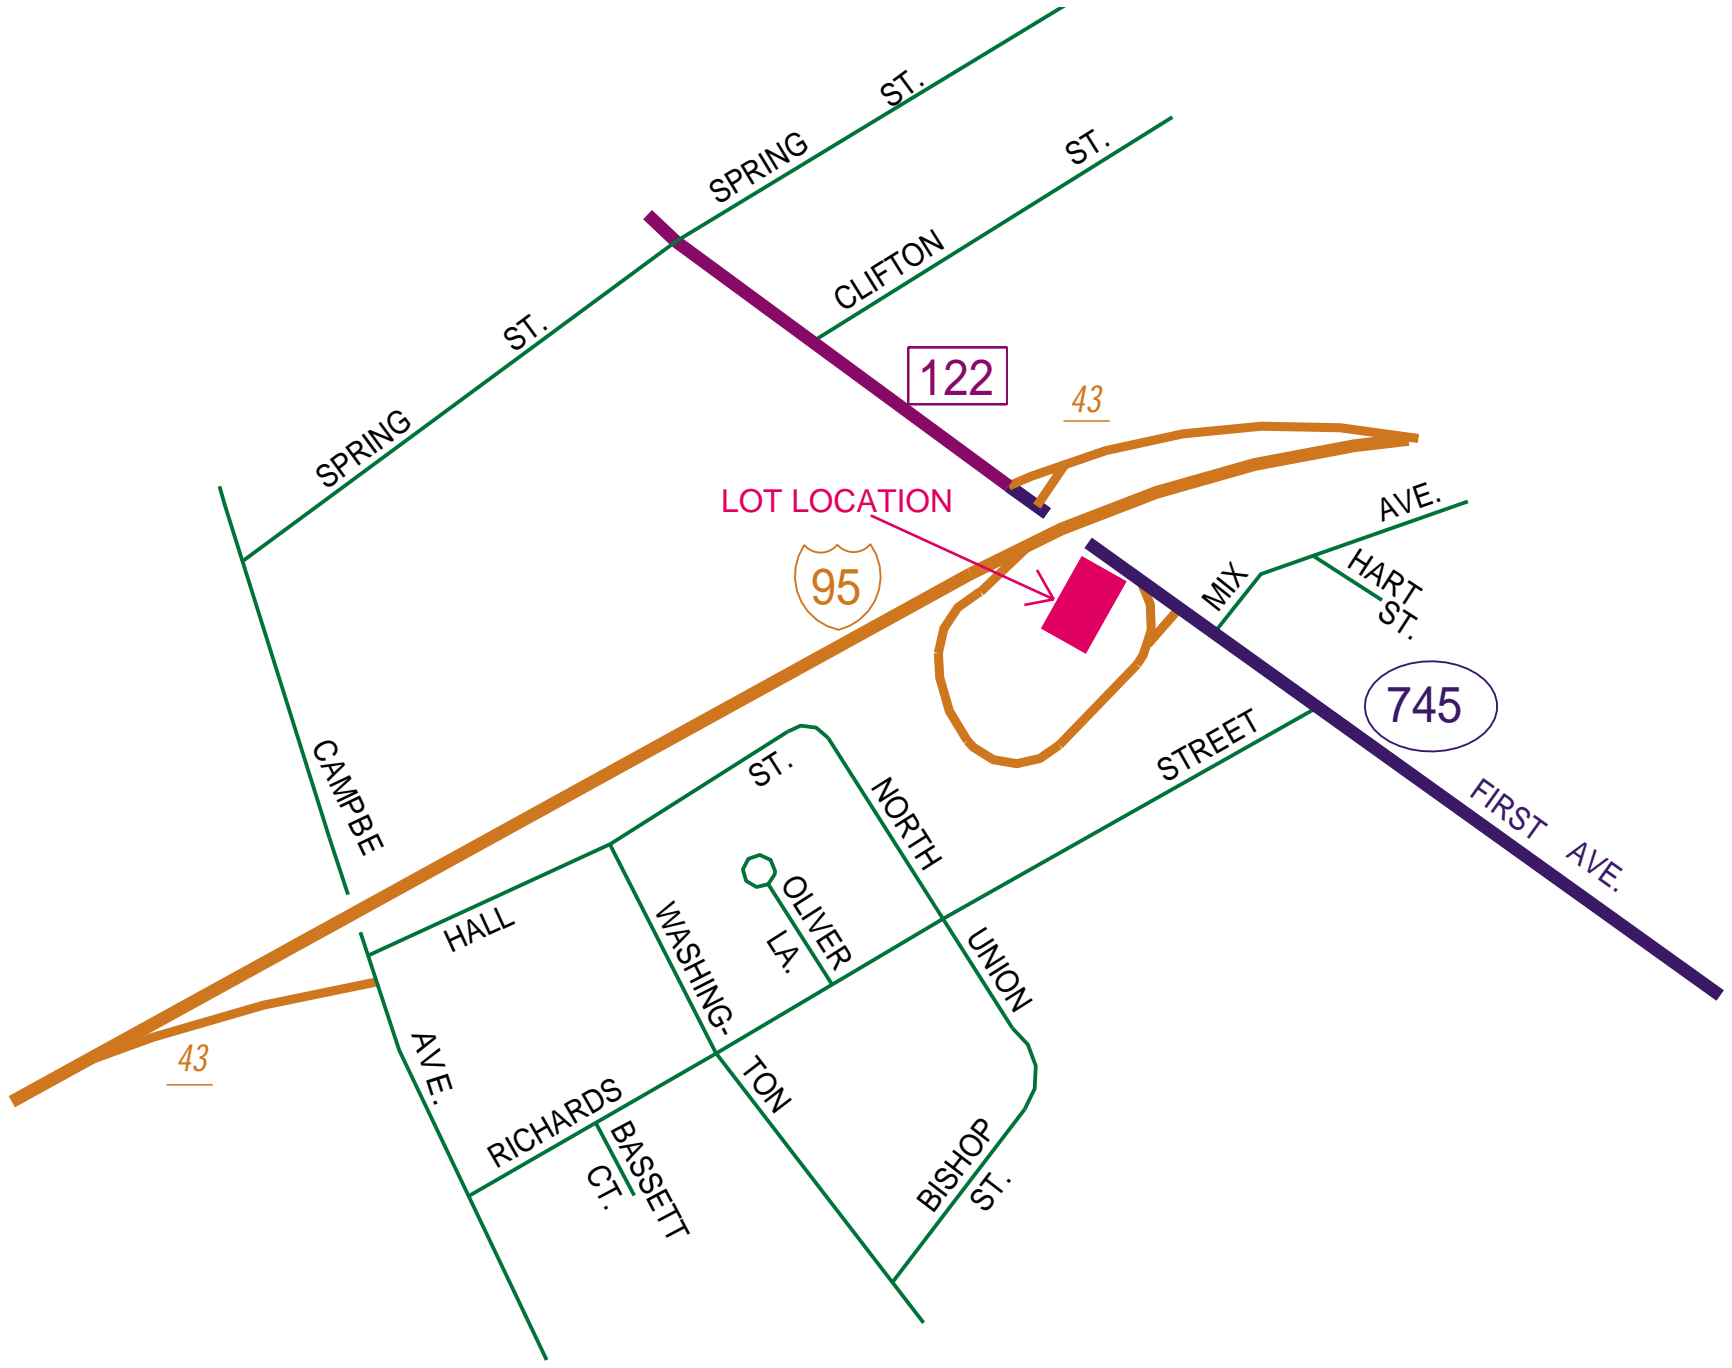 SPRING ST.
CLIFTON ST.
SPRING ST.
122
43
LOT LOCATION
95
MIX AVE.
HART
ST.
745
FIRST AVE.
STREET
CAMPBE
ST.
NORTH
HALL
WASHING-
OLIVER
LA.
UNION
43
AVE.
TON
RICHARDS
BASSETT
CT.
BISHOP
ST.